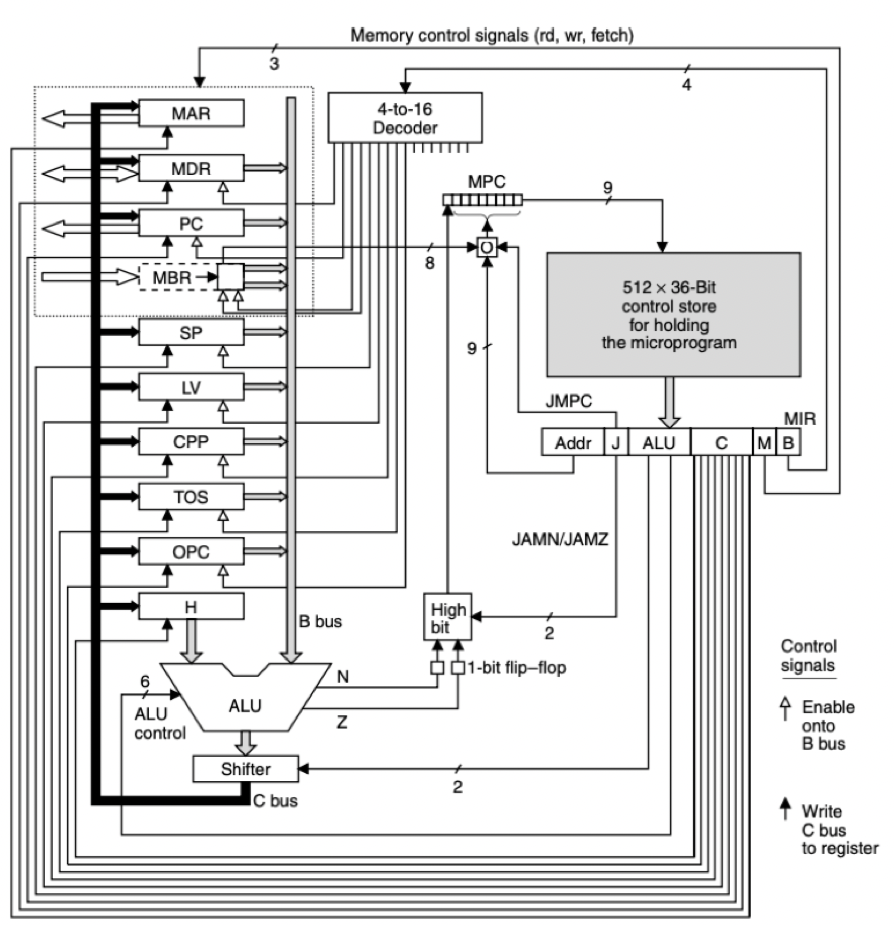 Memory control signals (rd, wr, fetch)
3
4
MAR
4-to-16
Decoder
MDR
MPC
9
PC
8
O
MBR
512 × 36-Bit
control store
for holding
the microprogram
SP
9
LV
JMPC
MIR
CPP
Addr
J
ALU
C
M
B
TOS
JAMN/JAMZ
OPC
H
B bus
High
bit
2
Control
signals
6
ALU
control
ALU
N
1-bit flip–flop
Z
Enable
onto
B bus
Shifter
2
C bus
Write
C bus
to register